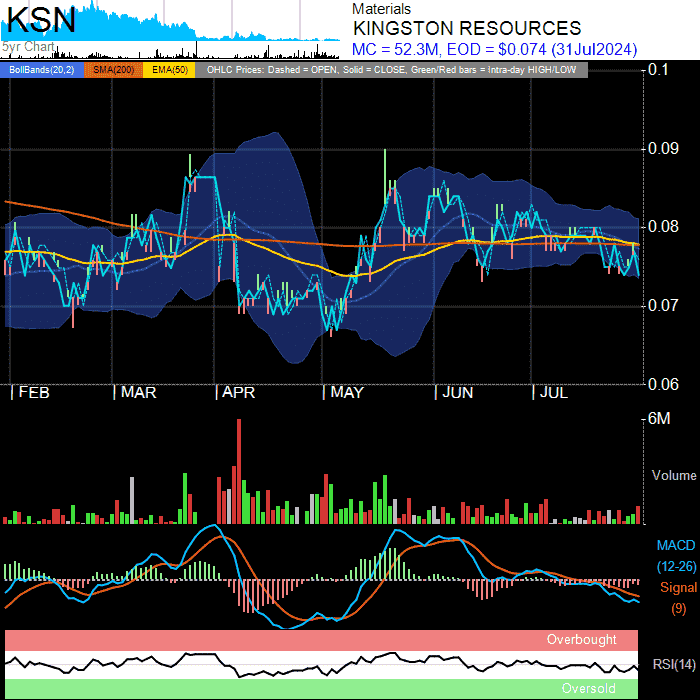 KSN
5yr Chart
Materials
KINGSTON RESOURCES
MC = 52.3M, EOD = $0.074 (31Jul2024)
BollBands(20,2) SMA(200) EMA(50) OHLC Prices: Dashed = OPEN, Solid = CLOSE, Green/Red bars = Intra-day HIGH/LOW
0.1
0.09
0.08
0.07
0.06
FEB MAR APR MAY JUN JUL
6M
Volume
MACD
(12-26)
Signal
(9)
Overbought
RSI(14)
Oversold